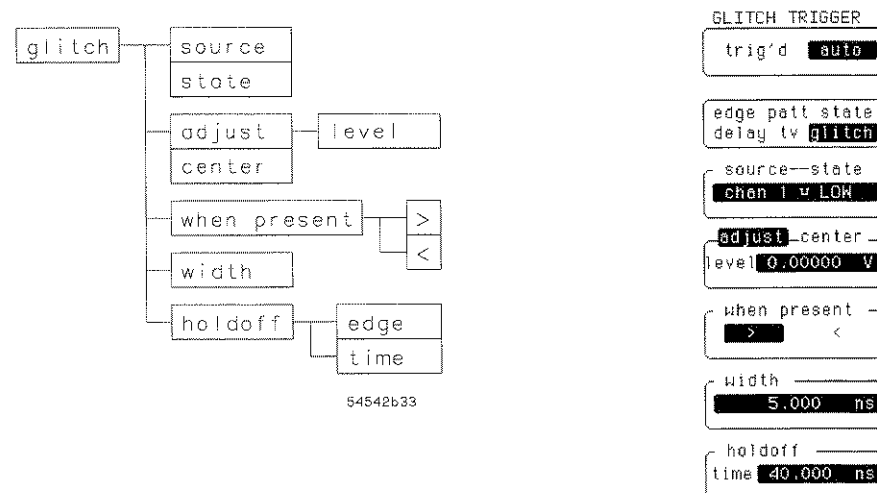 glitch
source
state
adjust
level
center
when present
>
<
width
holdoff
edge
time
54542b33
GLITCH TRIGGER
trig'd auto
edge patt state
delay tv glitch
source--state
chan 1 LOW
adjust center
level 0.00000 V
when present
> <
width
5.000 ns
holdoff
time 40.000 ns